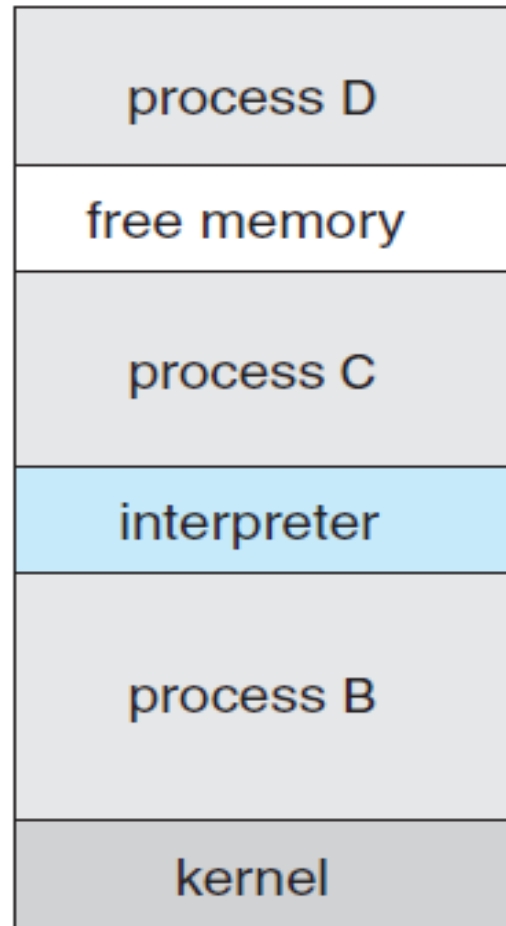 process D
free memory
process C
interpreter
process B
kernel